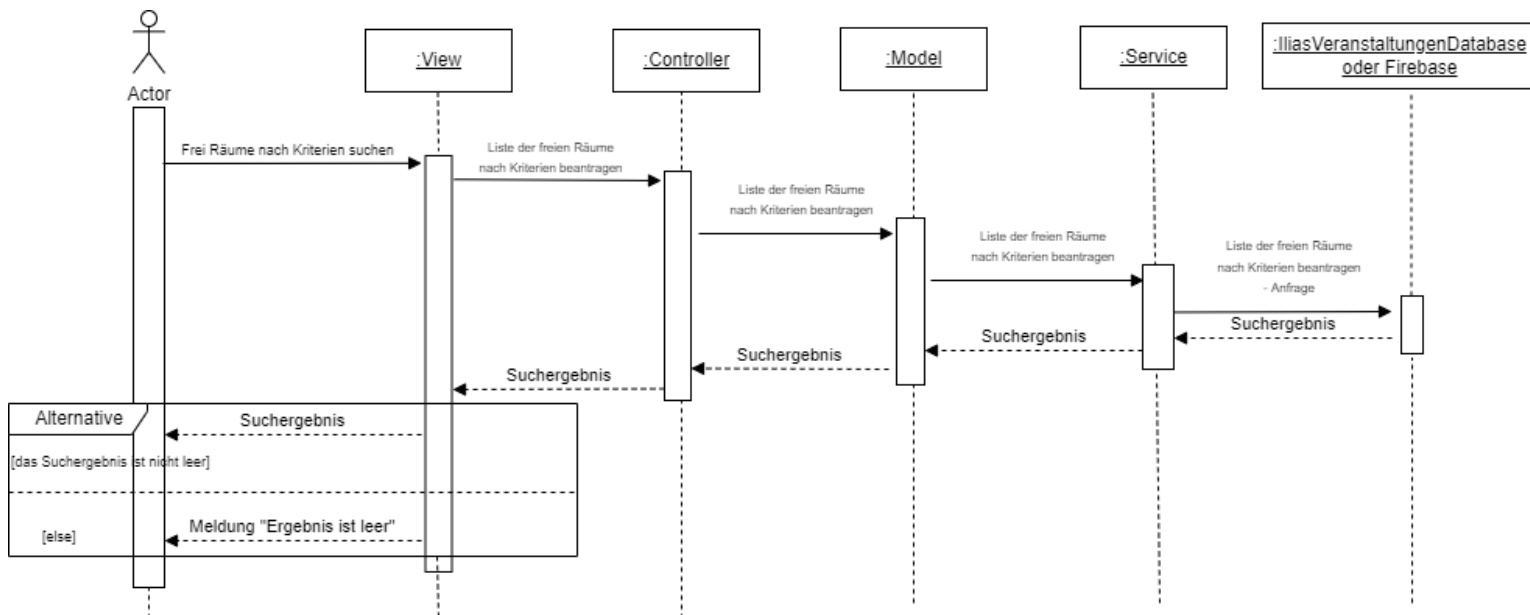 Actor
:View
:Controller
:Model
:Service
:IliasVeranstaltungenDatabase
oder Firebase
Frei Räume nach Kriterien suchen
Liste der freien Räume
nach Kriterien beantragen
Liste der freien Räume
nach Kriterien beantragen
Liste der freien Räume
nach Kriterien beantragen
Liste der freien Räume
nach Kriterien beantragen
- Anfrage
Suchergebnis
Suchergebnis
Suchergebnis
Suchergebnis
Alternative
Suchergebnis
[das Suchergebnis ist nicht leer]
Meldung "Ergebnis ist leer"
[else]